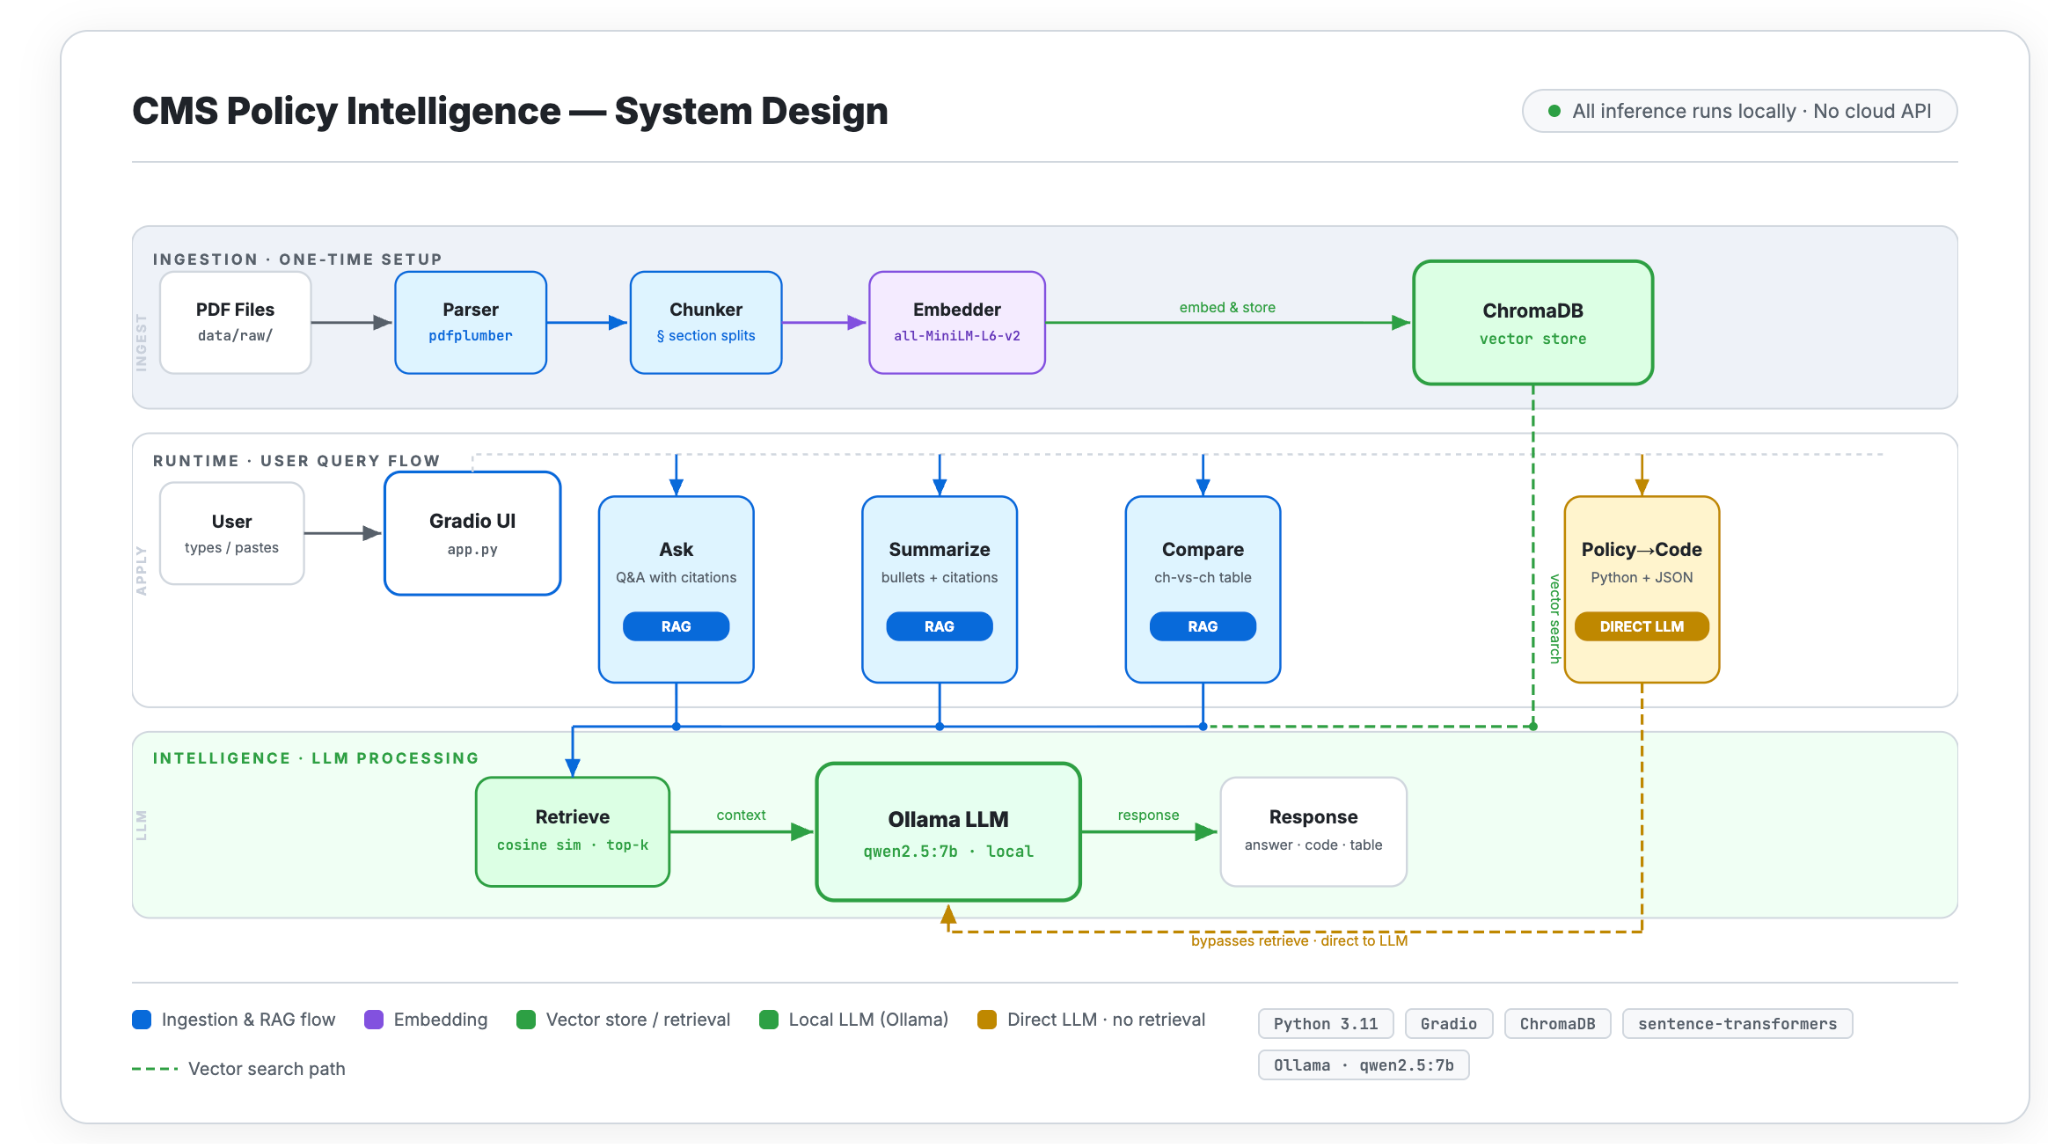 CMS Policy Intelligence — System Design
All inference runs locally · No cloud API
INGESTION · ONE-TIME SETUP
INGEST
PDF Files
data/raw/
Parser
pdfplumber
Chunker
§ section splits
Embedder
all-MiniLM-L6-v2
embed & store
ChromaDB
vector store
RUNTIME · USER QUERY FLOW
APPLY
User
types / pastes
Gradio UI
app.py
Ask
Q&A with citations
RAG
Summarize
bullets + citations
RAG
Compare
ch-vs-ch table
RAG
vector search
Policy→Code
Python + JSON
DIRECT LLM
INTELLIGENCE · LLM PROCESSING
LLM
Retrieve
cosine sim · top-k
context
Ollama LLM
qwen2.5:7b · local
response
Response
answer · code · table
bypasses retrieve · direct to LLM
Ingestion & RAG flow
Embedding
Vector store / retrieval
Local LLM (Ollama)
Direct LLM · no retrieval
Vector search path
Python 3.11
Gradio
ChromaDB
sentence-transformers
Ollama · qwen2.5:7b